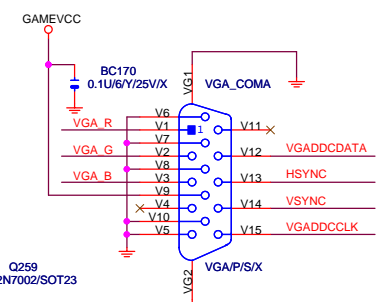 GAMEVCC
BC170
0.1U/6/Y/25V/X
VG1
VGA_COMA
V6
VGA_R
V1
1
V11
V7
VGA_G
V2
V12
VGADDCDATA
V8
VGA_B
V3
V13
HSYNC
V9
V4
V14
VSYNC
V10
V5
V15
VGADDCCLK
Q259
2N7002/SOT23
VG2
VGA/P/S/X